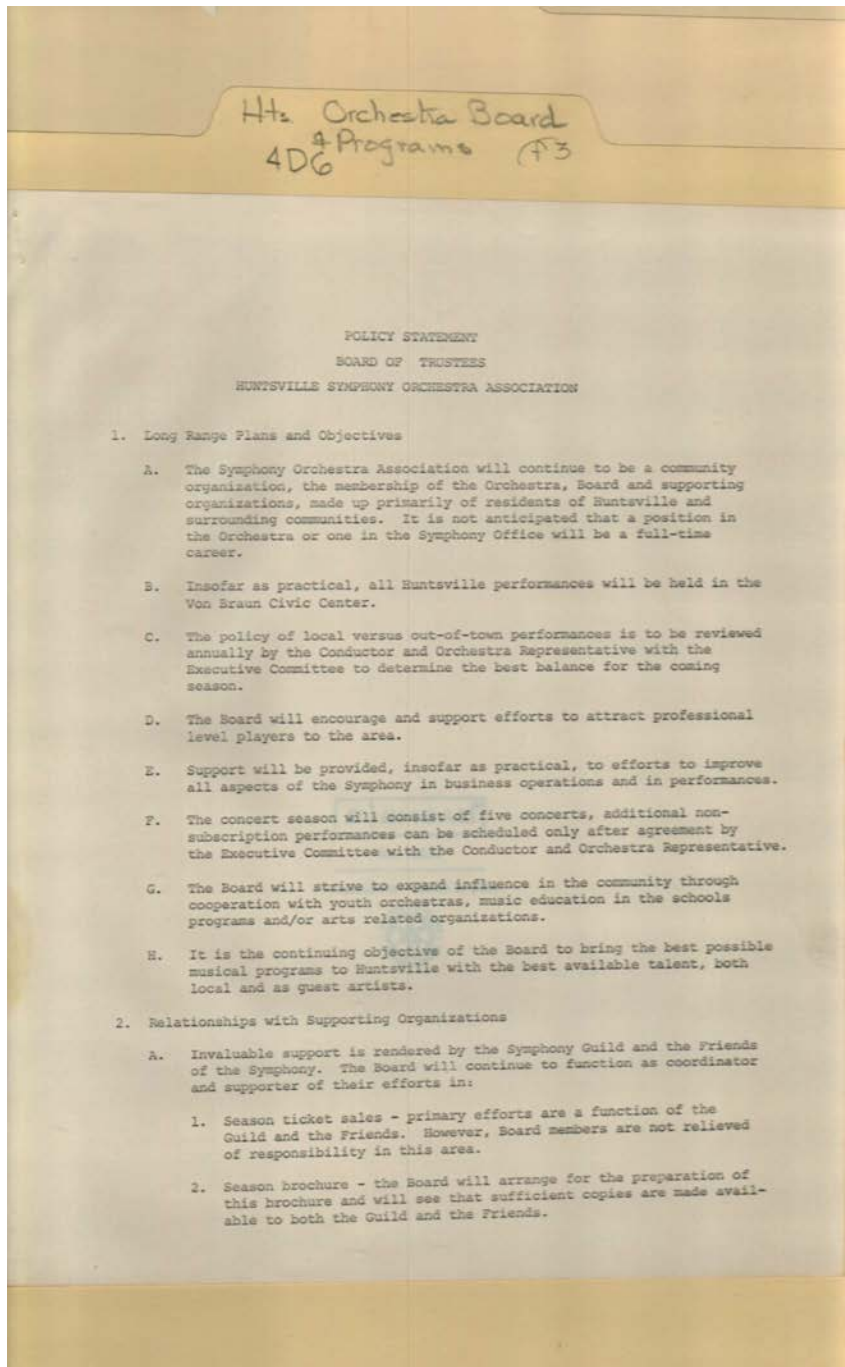 Hts. Orchestra Board
& Programs
4D6 F3
POLICY STATEMENT
BOARD OF TRUSTEES
HUNTSVILLE SYMPHONY ORCHESTRA ASSOCIATION
1. Long Range Plans and Objectives
A. The Symphony Orchestra Association will continue to be a community
organization, the membership of the Orchestra, Board and supporting
organizations, made up primarily of residents of Huntsville and
surrounding communities. It is not anticipated that a position in
the Orchestra or one in the Symphony Office will be a full-time
career.
B. Insofar as practical, all Huntsville performances will be held in the
Von Braun Civic Center.
C. The policy of local versus out-of-town performances is to be reviewed
annually by the Conductor and Orchestra Representative with the
Executive Committee to determine the best balance for the coming
season.
D. The Board will encourage and support efforts to attract professional
level players to the area.
E. Support will be provided, insofar as practical, to efforts to improve
all aspects of the Symphony in business operations and in performances.
F. The concert season will consist of five concerts, additional non-
subscription performances can be scheduled only after agreement by
the Executive Committee with the Conductor and Orchestra Representative.
G. The Board will strive to expand influence in the community through
cooperation with youth orchestras, music education in the schools
programs and/or arts related organizations.
H. It is the continuing objective of the Board to bring the best possible
musical programs to Huntsville with the best available talent, both
local and as guest artists.
2. Relationships with Supporting Organizations
A. Invaluable support is rendered by the Symphony Guild and the Friends
of the Symphony. The Board will continue to function as coordinator
and supporter of their efforts in:
1. Season ticket sales - primary efforts are a function of the
Guild and the Friends. However, Board members are not relieved
of responsibility in this area.
2. Season brochure - the Board will arrange for the preparation of
this brochure and will see that sufficient copies are made avail-
able to both the Guild and the Friends.